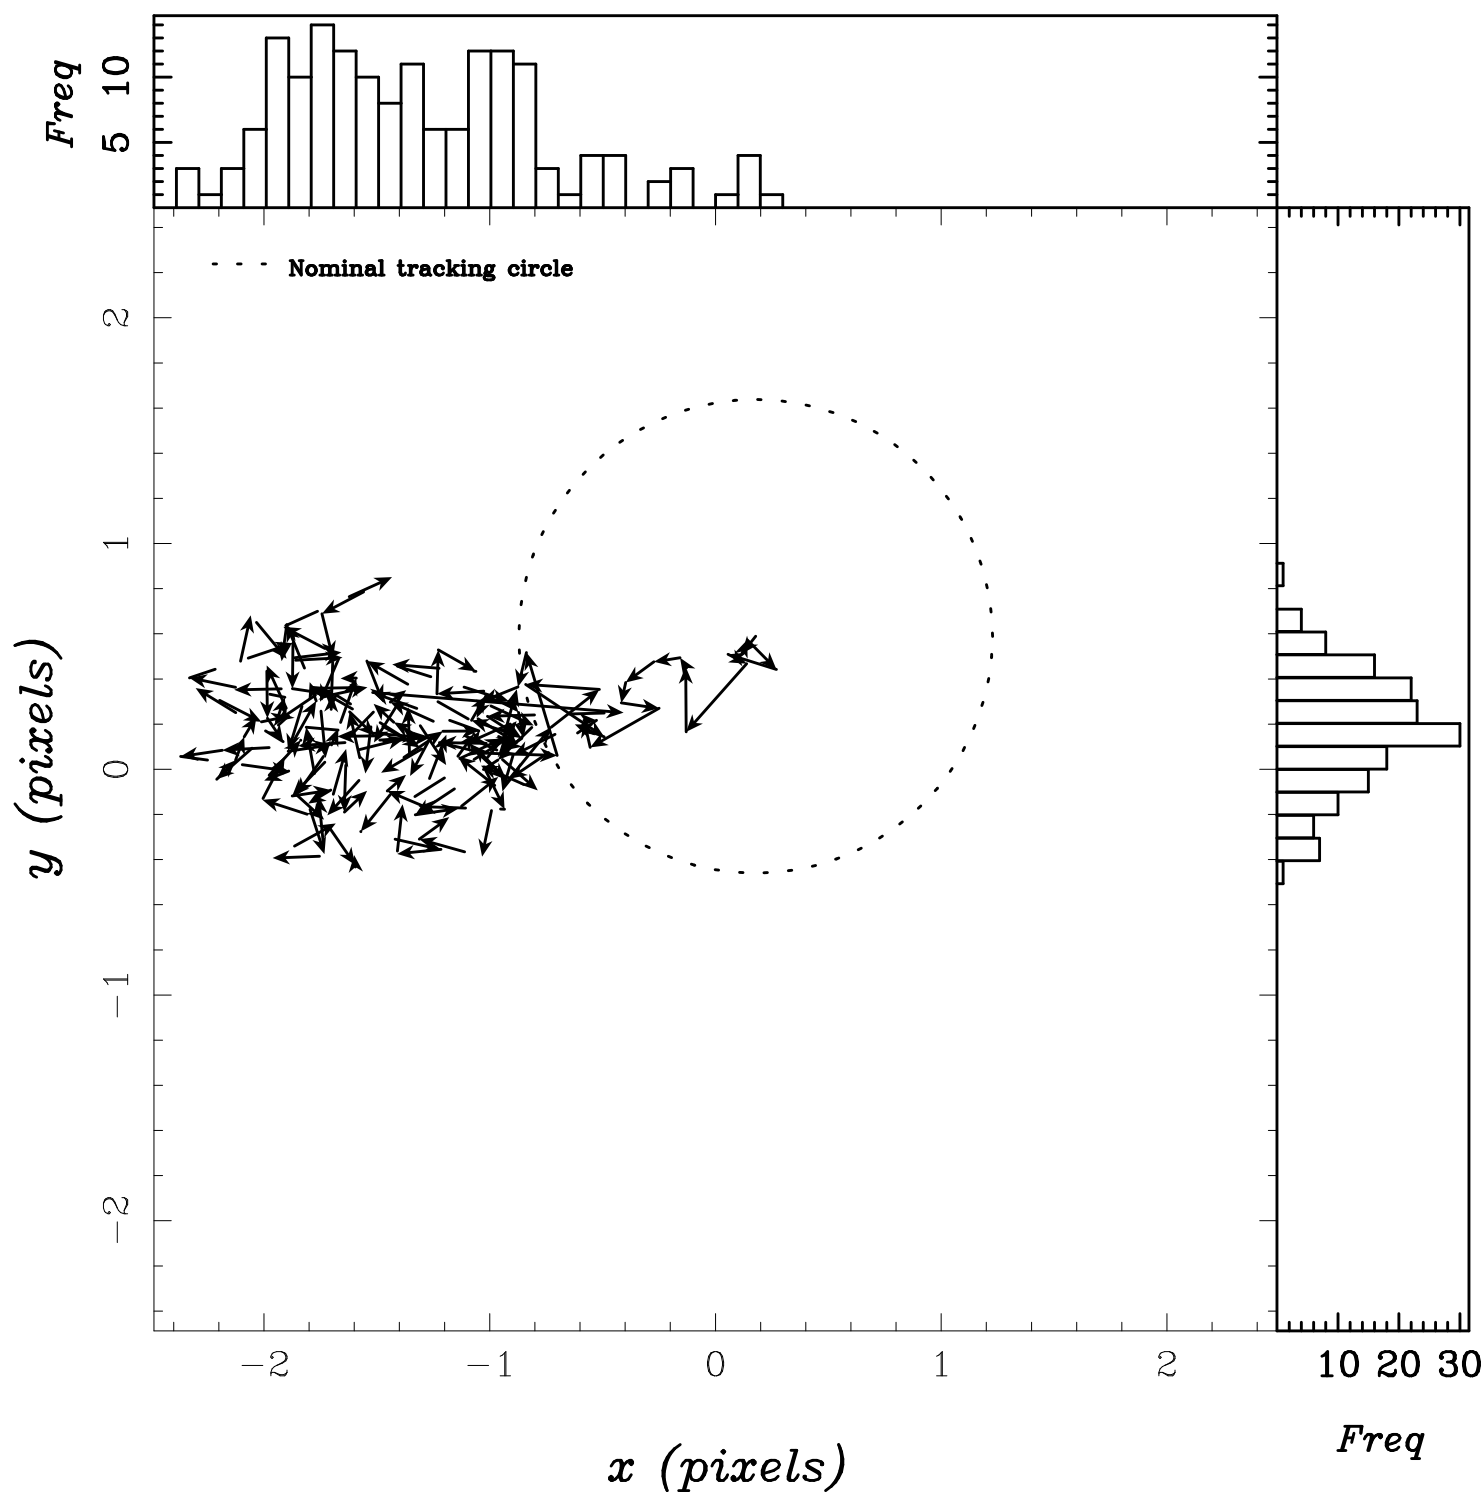 Freq
10
5
Nominal tracking circle
2
1
0
−1
−2
y (pixels)
−2 −1 0 1 2
x (pixels)
10 20 30
Freq